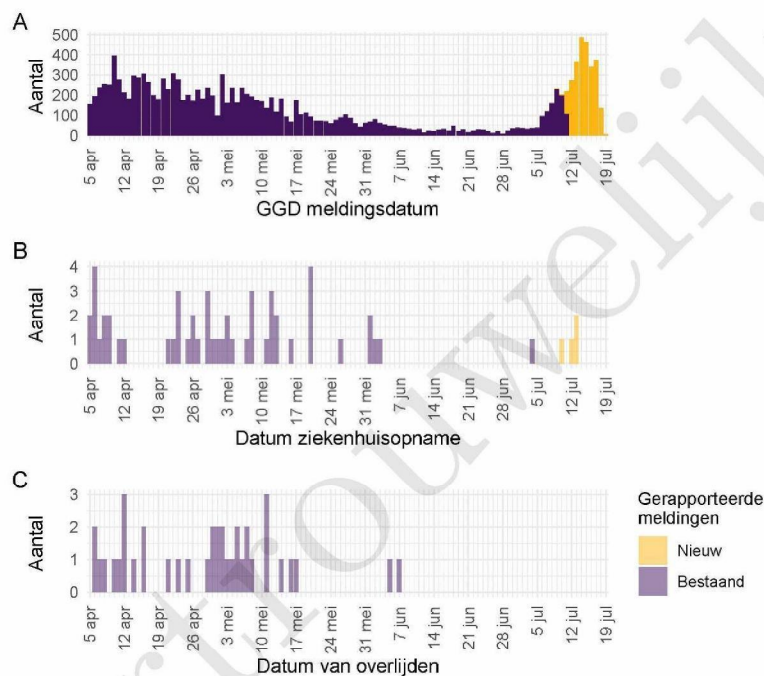 A
Aantal
500
400
300
200
100
0
5 apr
12 apr
19 apr
26 apr
3 mei
10 mei
17 mei
24 mei
31 mei
7 jun
14 jun
21 jun
28 jun
5 jul
12 jul
19 jul
GGD meldingsdatum
B
Aantal
4
3
2
1
0
5 apr
12 apr
19 apr
26 apr
3 mei
10 mei
17 mei
24 mei
31 mei
7 jun
14 jun
21 jun
28 jun
5 jul
12 jul
19 jul
Datum ziekenhuisopname
C
Aantal
3
2
1
0
5 apr
12 apr
19 apr
26 apr
3 mei
10 mei
17 mei
24 mei
31 mei
7 jun
14 jun
21 jun
28 jun
5 jul
12 jul
19 jul
Datum van overlijden
Gerapporteerde
meldingen
Nieuw
Bestaand
rtrouwelijk